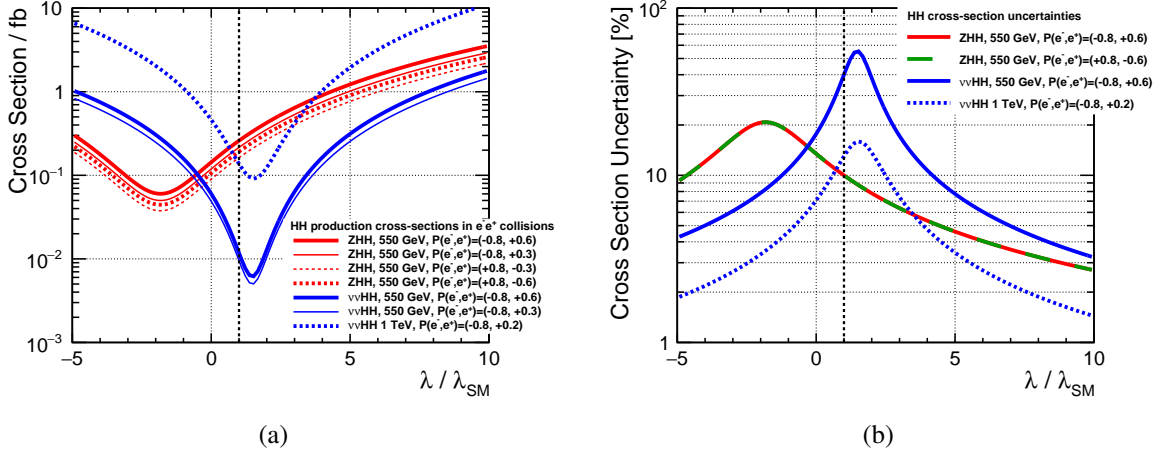 Cross Section / fb
10
1
10⁻¹
10⁻²
10⁻³
HH production cross-sections in e⁻e⁺ collisions
ZHH, 550 GeV, P(e⁻,e⁺)=(-0.8, +0.6)
ZHH, 550 GeV, P(e⁻,e⁺)=(-0.8, +0.3)
ZHH, 550 GeV, P(e⁻,e⁺)=(+0.8, -0.3)
ZHH, 550 GeV, P(e⁻,e⁺)=(+0.8, -0.6)
ννHH, 550 GeV, P(e⁻,e⁺)=(-0.8, +0.6)
ννHH, 550 GeV, P(e⁻,e⁺)=(-0.8, +0.3)
ννHH 1 TeV, P(e⁻,e⁺)=(-0.8, +0.2)
−5 0 5 10
λ / λSM
(a)
Cross Section Uncertainty [%]
10²
10
1
HH cross-section uncertainties
ZHH, 550 GeV, P(e⁻,e⁺)=(-0.8, +0.6)
ZHH, 550 GeV, P(e⁻,e⁺)=(+0.8, -0.6)
ννHH, 550 GeV, P(e⁻,e⁺)=(-0.8, +0.6)
ννHH 1 TeV, P(e⁻,e⁺)=(-0.8, +0.2)
−5 0 5 10
λ / λSM
(b)